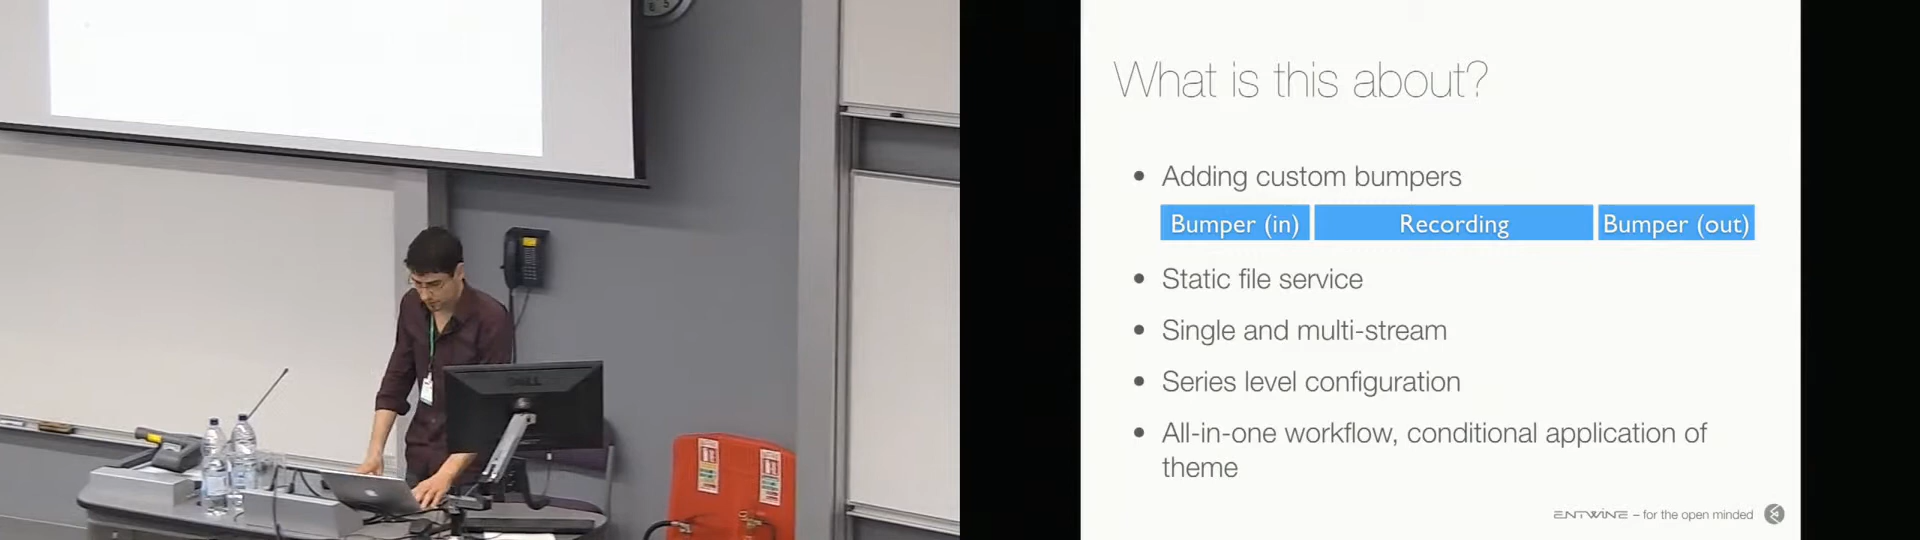 What is this about?
• Adding custom bumpers
Bumper (in) Recording Bumper (out)
• Static file service
• Single and multi-stream
• Series level configuration
• All-in-one workflow, conditional application of
theme
ENTWINE – for the open minded
DELL